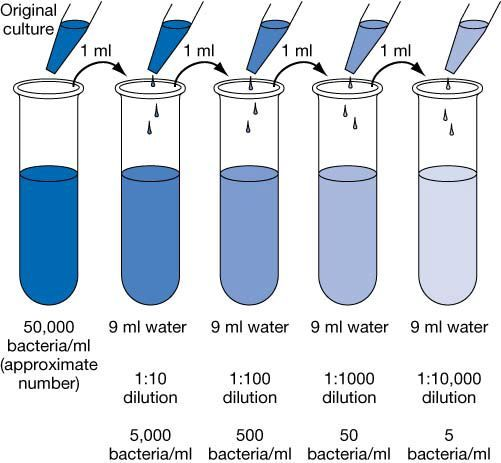 Original
culture
1 ml
1 ml
1 ml
1 ml
50,000
bacteria/ml
(approximate
number)
9 ml water
9 ml water
9 ml water
9 ml water
1:10
dilution
1:100
dilution
1:1000
dilution
1:10,000
dilution
5,000
bacteria/ml
500
bacteria/ml
50
bacteria/ml
5
bacteria/ml